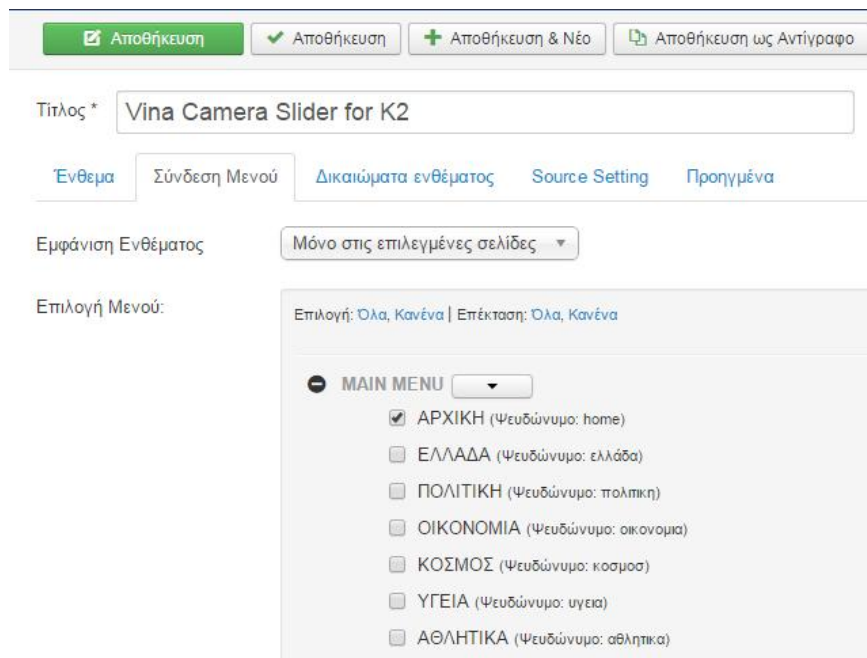 Αποθήκευση Αποθήκευση Αποθήκευση & Νέο Αποθήκευση ως Αντίγραφο
Τίτλος * Vina Camera Slider for K2
Ένθεμα Σύνδεση Μενού Δικαιώματα ενθέματος Source Setting Προηγμένα
Εμφάνιση Ενθέματος Μόνο στις επιλεγμένες σελίδες
Επιλογή Μενού: Επιλογή: Όλα, Κανένα | Επέκταση: Όλα, Κανένα
MAIN MENU
ΑΡΧΙΚΗ (Ψευδώνυμο: home)
ΕΛΛΑΔΑ (Ψευδώνυμο: ελλάδα)
ΠΟΛΙΤΙΚΗ (Ψευδώνυμο: πολιτικη)
ΟΙΚΟΝΟΜΙΑ (Ψευδώνυμο: οικονομια)
ΚΟΣΜΟΣ (Ψευδώνυμο: κοσμοσ)
ΥΓΕΙΑ (Ψευδώνυμο: υγεια)
ΑΘΛΗΤΙΚΑ (Ψευδώνυμο: αθλητικα)